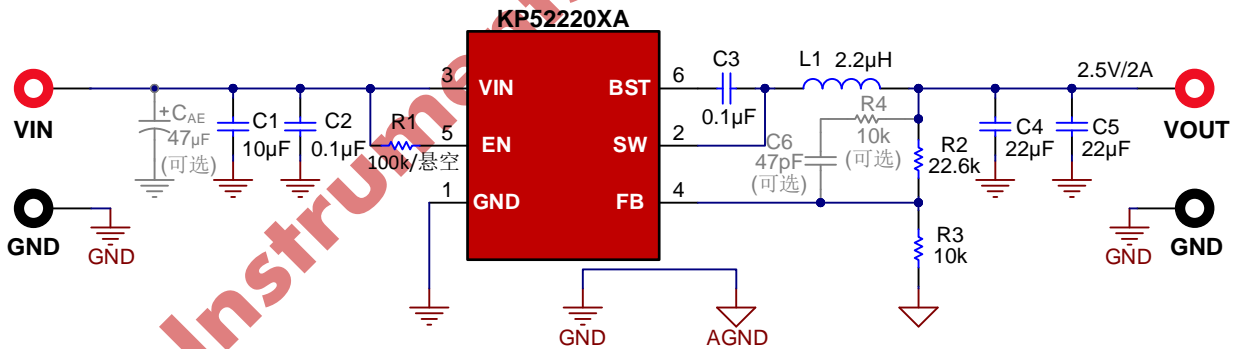 KP52220XA
VIN
GND
GND
+C_AE
47µF
(可选)
C1
10µF
C2
0.1µF
R1
100k/悬空
3
5
1
VIN
EN
GND
BST
SW
FB
6
2
4
C3
0.1µF
L1
2.2µH
R4
10k
(可选)
C6
47pF
(可选)
R2
22.6k
R3
10k
C4
22µF
C5
22µF
2.5V/2A
VOUT
GND
GND
GND
AGND
Instruments